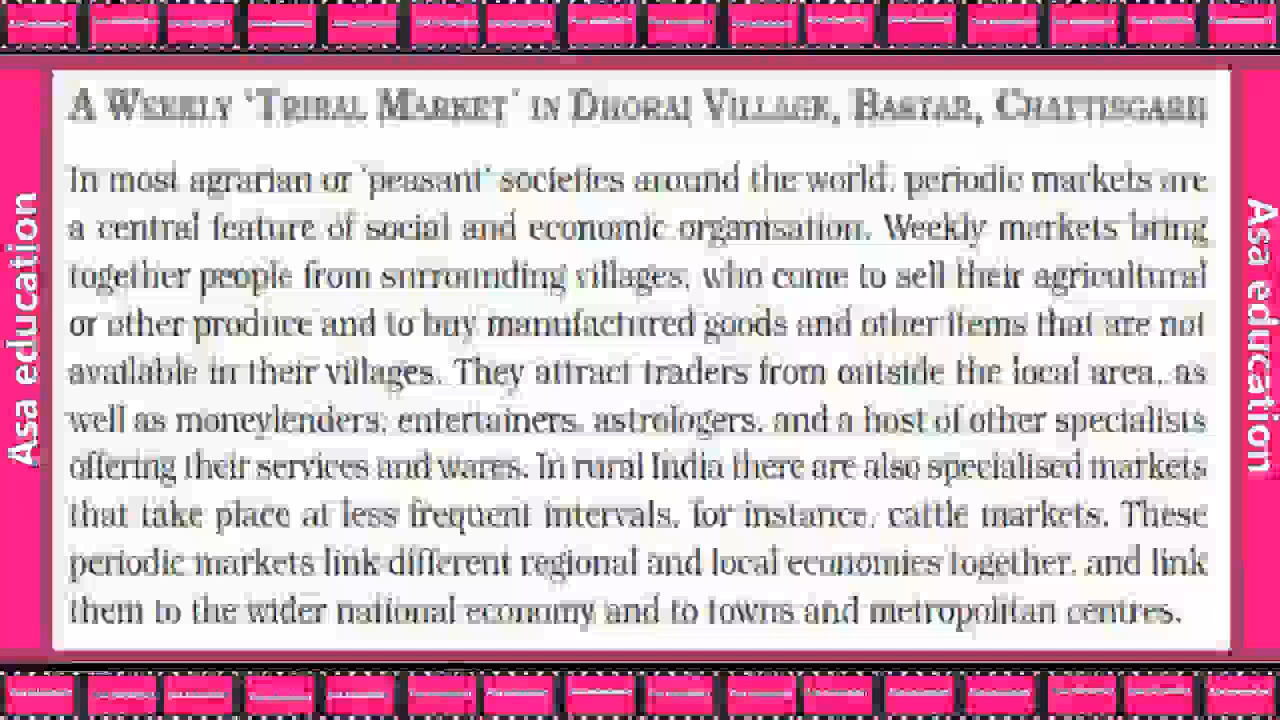 A WEEKLY 'TRIBAL MARKET' IN DHORAI VILLAGE, BASTAR, CHATTISGARH
In most agrarian or 'peasant' societies around the world, periodic markets are
a central feature of social and economic organisation. Weekly markets bring
together people from surrounding villages, who come to sell their agricultural
or other produce and to buy manufactured goods and other items that are not
available in their villages. They attract traders from outside the local area, as
well as moneylenders, entertainers, astrologers, and a host of other specialists
offering their services and wares. In rural India there are also specialised markets
that take place at less frequent intervals, for instance, cattle markets. These
periodic markets link different regional and local economies together, and link
them to the wider national economy and to towns and metropolitan centres.
Asa education
Asa education